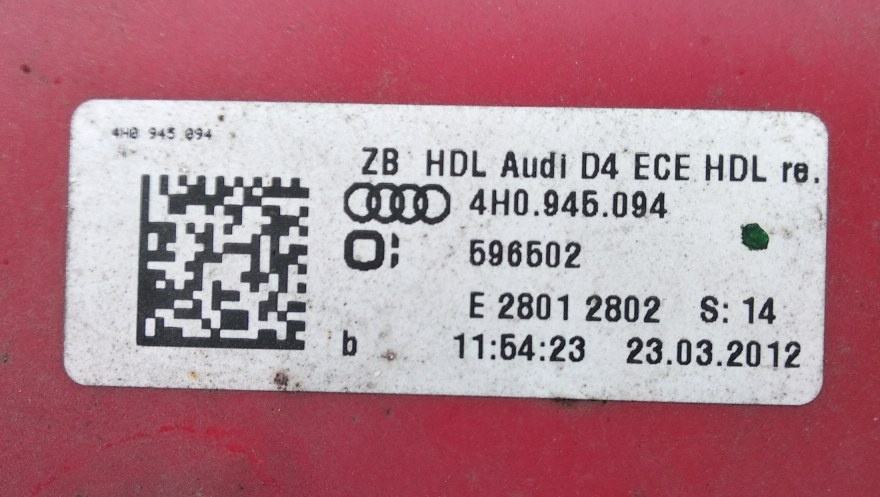 4H0 945 094
ZB HDL Audi D4 ECE HDL re.
4H0.945.094
596502
E 2801 2802 S: 14
b 11:54:23 23.03.2012